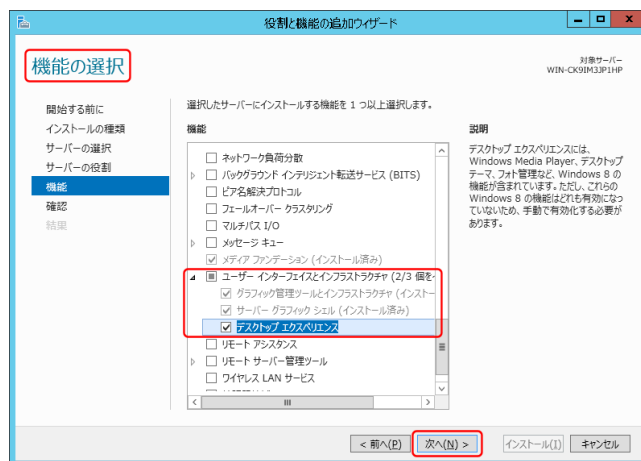 役割と機能の追加ウィザード
機能の選択
対象サーバー
WIN-CK9IM3JP1HP
開始する前に
インストールの種類
サーバーの選択
サーバーの役割
機能
確認
結果
選択したサーバーにインストールする機能を 1 つ以上選択します。
機能
ネットワーク負荷分散
バックグラウンド インテリジェント転送サービス (BITS)
ピア名解決プロトコル
フェールオーバー クラスタリング
マルチパス I/O
メッセージ キュー
メディア ファンデーション (インストール済み)
ユーザー インターフェイスとインフラストラクチャ (2/3 個を
グラフィック管理ツールとインフラストラクチャ (インスト
サーバー グラフィック シェル (インストール済み)
デスクトップ エクスペリエンス
リモート アシスタンス
リモート サーバー管理ツール
ワイヤレス LAN サービス
説明
デスクトップ エクスペリエンスには、
Windows Media Player、デスクトップ
テーマ、フォト管理など、Windows 8 の
機能が含まれています。ただし、これらの
Windows 8 の機能はどれも有効になっ
ていないため、手動で有効化する必要が
あります。
< 前へ(P)
次へ(N) >
インストール(I)
キャンセル